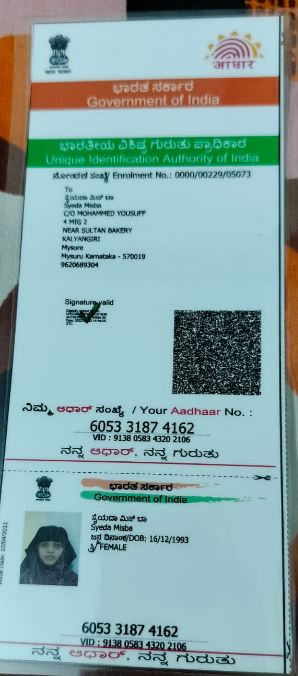 ಆಧಾರ್
ಭಾರತ ಸರ್ಕಾರ
Government of India
ಭಾರತೀಯ ವಿಶಿಷ್ಟ ಗುರುತು ಪ್ರಾಧಿಕಾರ
Unique Identification Authority of India
ನೋಂದಣಿ ಸಂಖ್ಯೆ/ Enrolment No.: 0000/00229/05073
To
ಸೈಯದಾ ಮಿಸ್ ಬಾ
Syeda Misba
C/O MOHAMMED YOUSUFF
4 MIG 2
NEAR SULTAN BAKERY
KALYANGIRI
Mysore
Mysuru Karnataka - 570019
9620689304
Signature valid
ನಿಮ್ಮ ಆಧಾರ್ ಸಂಖ್ಯೆ / Your Aadhaar No. :
6053 3187 4162
VID : 9138 0583 4320 2106
ನನ್ನ ಆಧಾರ್, ನನ್ನ ಗುರುತು
ಭಾರತ ಸರ್ಕಾರ
Government of India
ಸೈಯದಾ ಮಿಸ್ ಬಾ
Syeda Misba
ಜನ್ಮ ದಿನಾಂಕ/DOB: 16/12/1993
ಸ್ತ್ರೀ/ FEMALE
6053 3187 4162
VID : 9138 0583 4320 2106
ನನ್ನ ಆಧಾರ್, ನನ್ನ ಗುರುತು